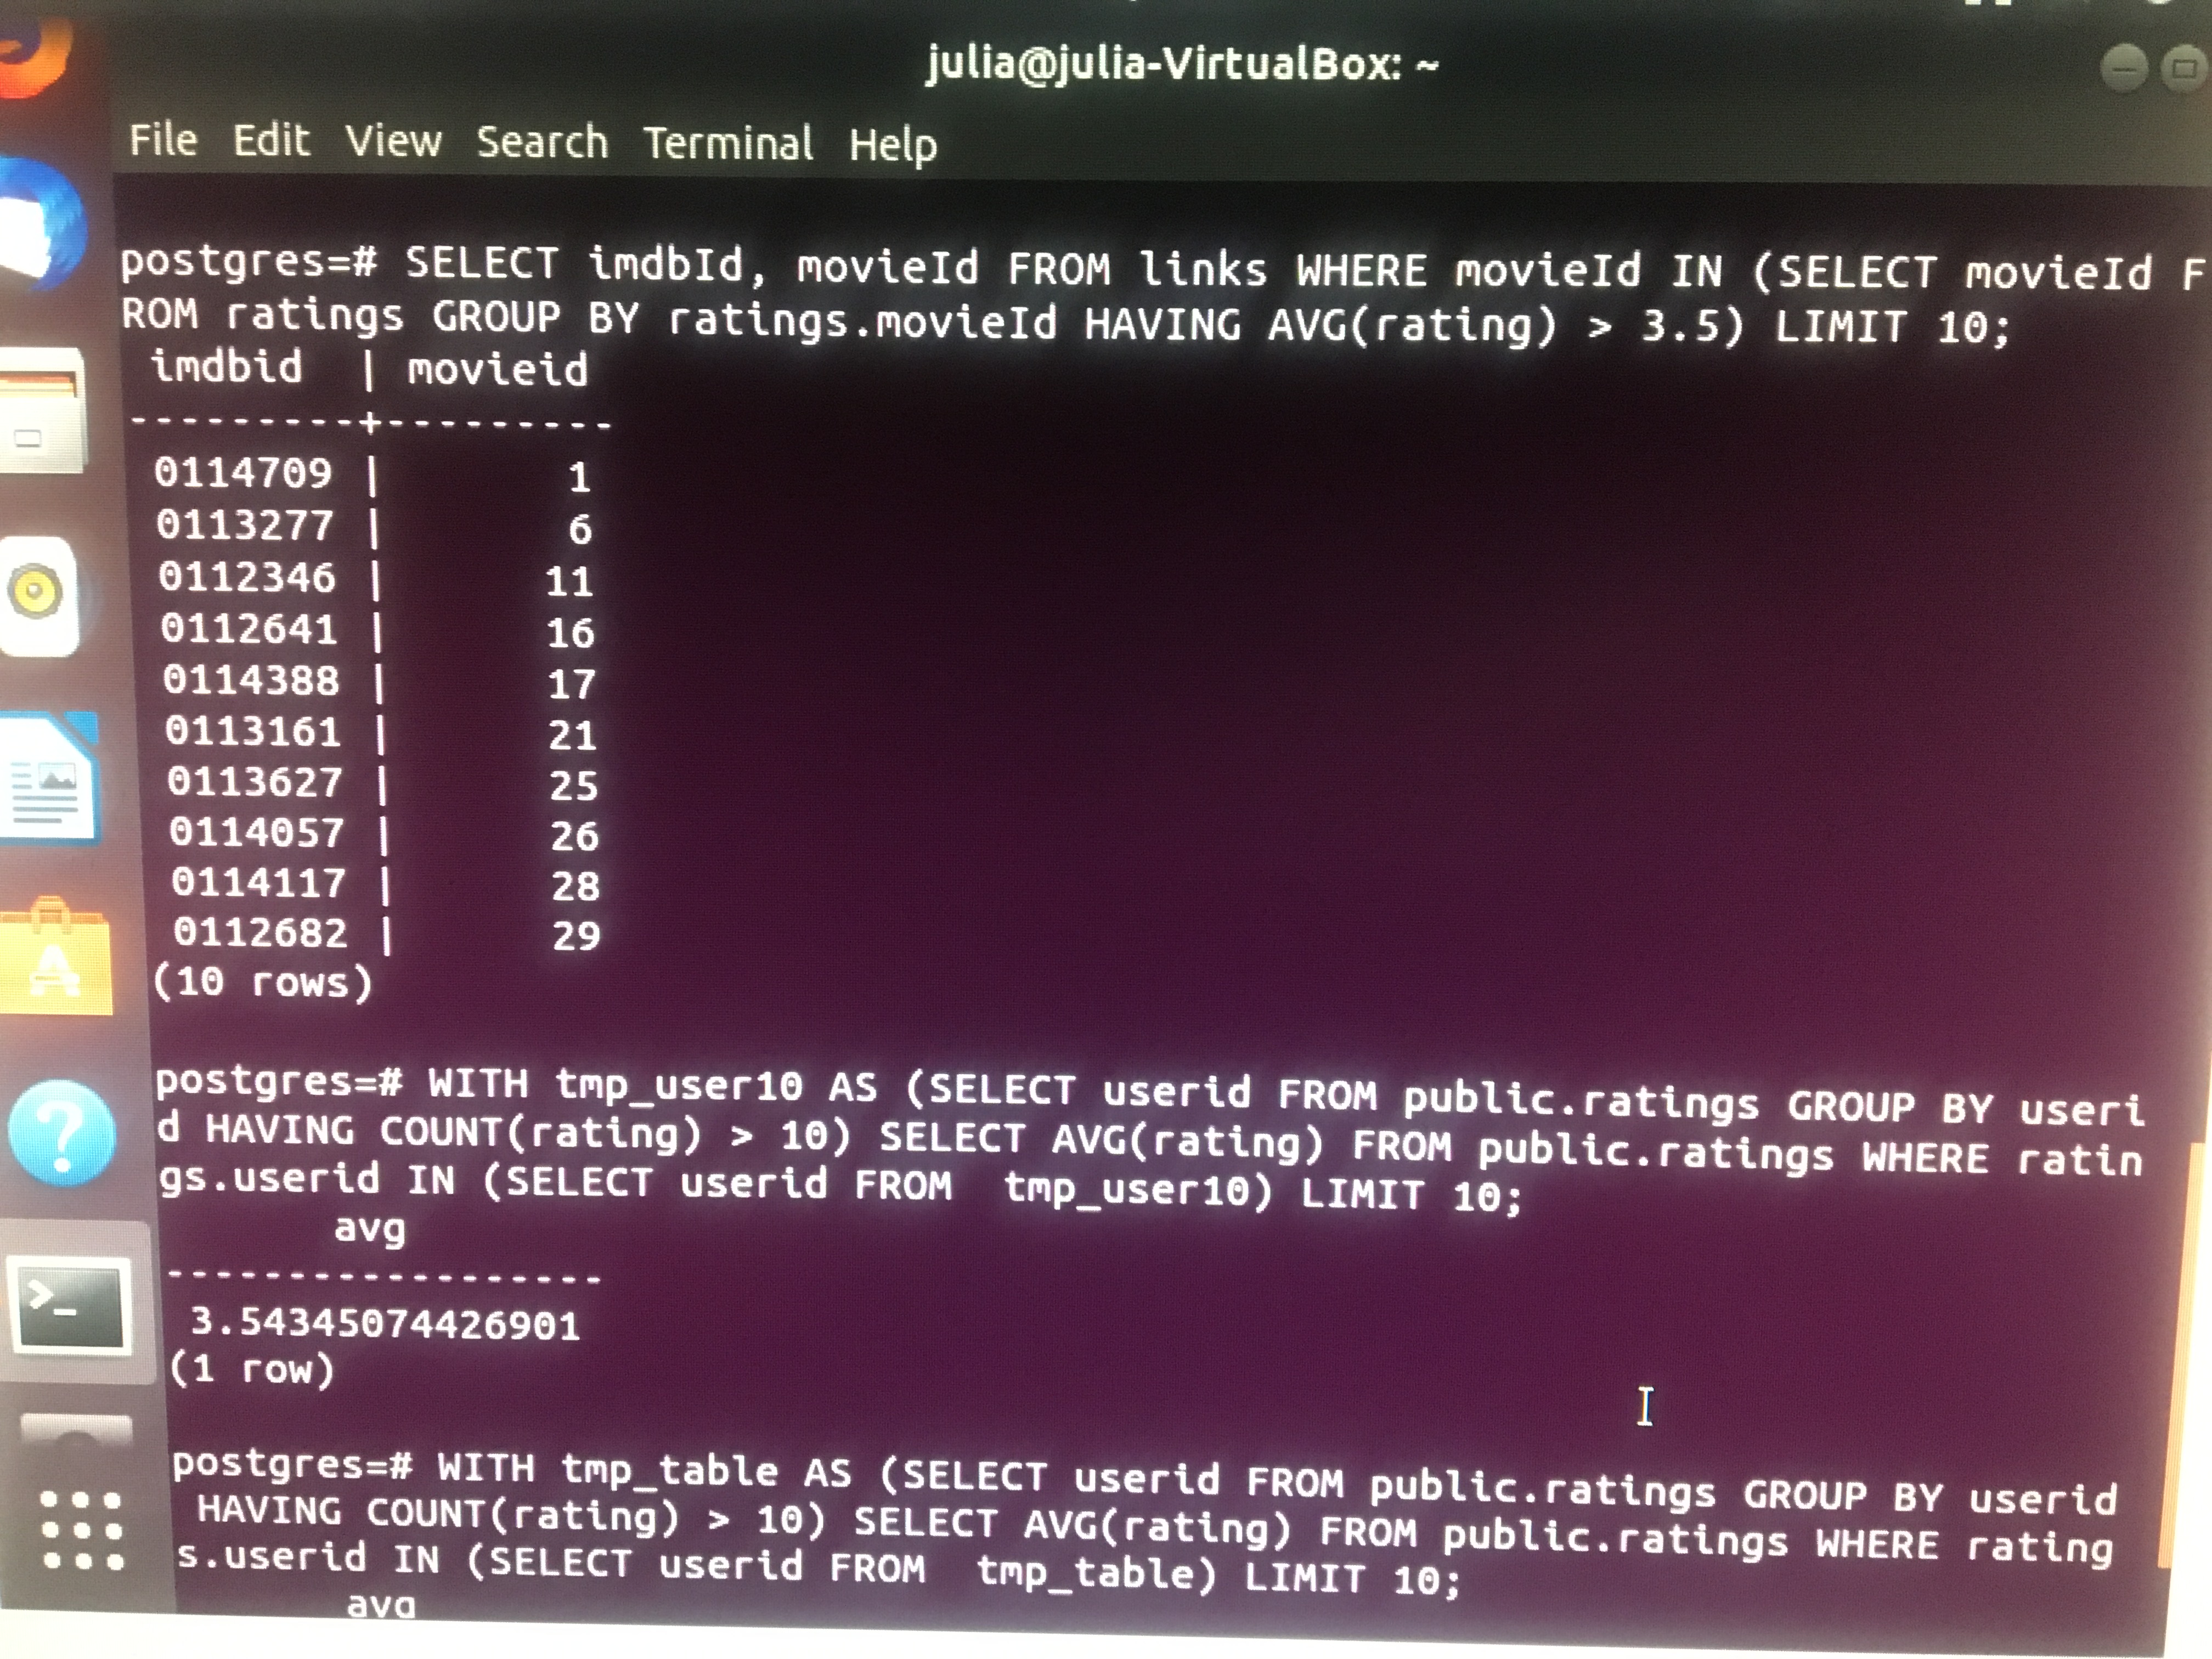 julia@julia-VirtualBox: ~
File Edit View Search Terminal Help
postgres=# SELECT imdbId, movieId FROM links WHERE movieId IN (SELECT movieId F
ROM ratings GROUP BY ratings.movieId HAVING AVG(rating) > 3.5) LIMIT 10;
imdbid | movieid
---------+---------
0114709 | 1
0113277 | 6
0112346 | 11
0112641 | 16
0114388 | 17
0113161 | 21
0113627 | 25
0114057 | 26
0114117 | 28
0112682 | 29
(10 rows)
postgres=# WITH tmp_user10 AS (SELECT userid FROM public.ratings GROUP BY useri
d HAVING COUNT(rating) > 10) SELECT AVG(rating) FROM public.ratings WHERE ratin
gs.userid IN (SELECT userid FROM  tmp_user10) LIMIT 10;
avg
------------------
3.54345074426901
(1 row)
postgres=# WITH tmp_table AS (SELECT userid FROM public.ratings GROUP BY userid
HAVING COUNT(rating) > 10) SELECT AVG(rating) FROM public.ratings WHERE rating
s.userid IN (SELECT userid FROM  tmp_table) LIMIT 10;
avg